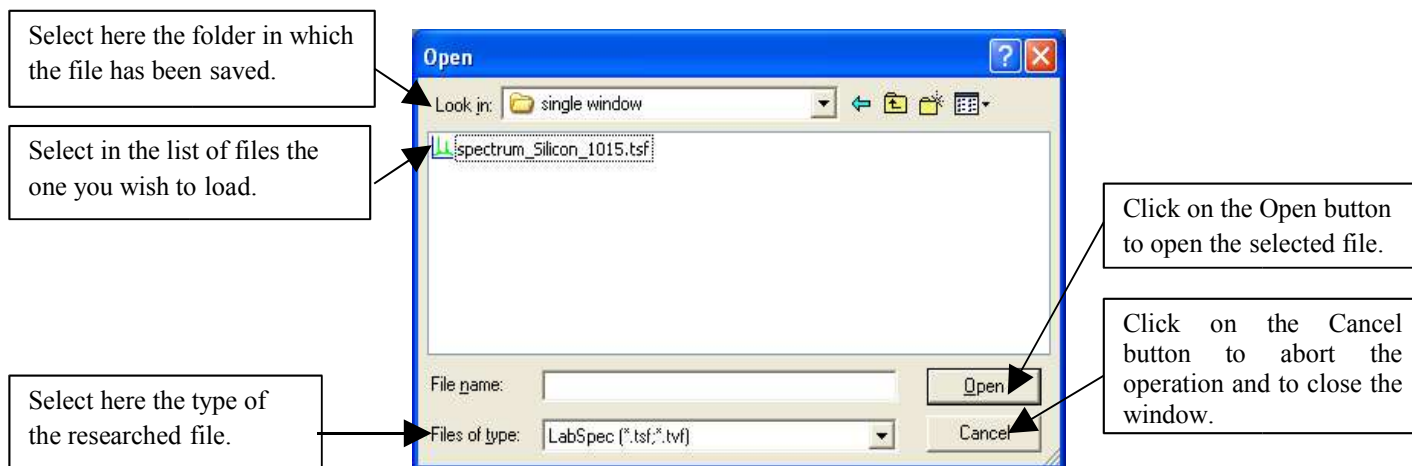 Select here the folder in which
the file has been saved.
Select in the list of files the
one you wish to load.
Select here the type of
the researched file.
Open
Look in: single window
spectrum_Silicon_1015.tsf
File name:
Open
Files of type: LabSpec (*.tsf;*.tvf)
Cancel
Click on the Open button
to open the selected file.
Click on the Cancel
button to abort the
operation and to close the
window.